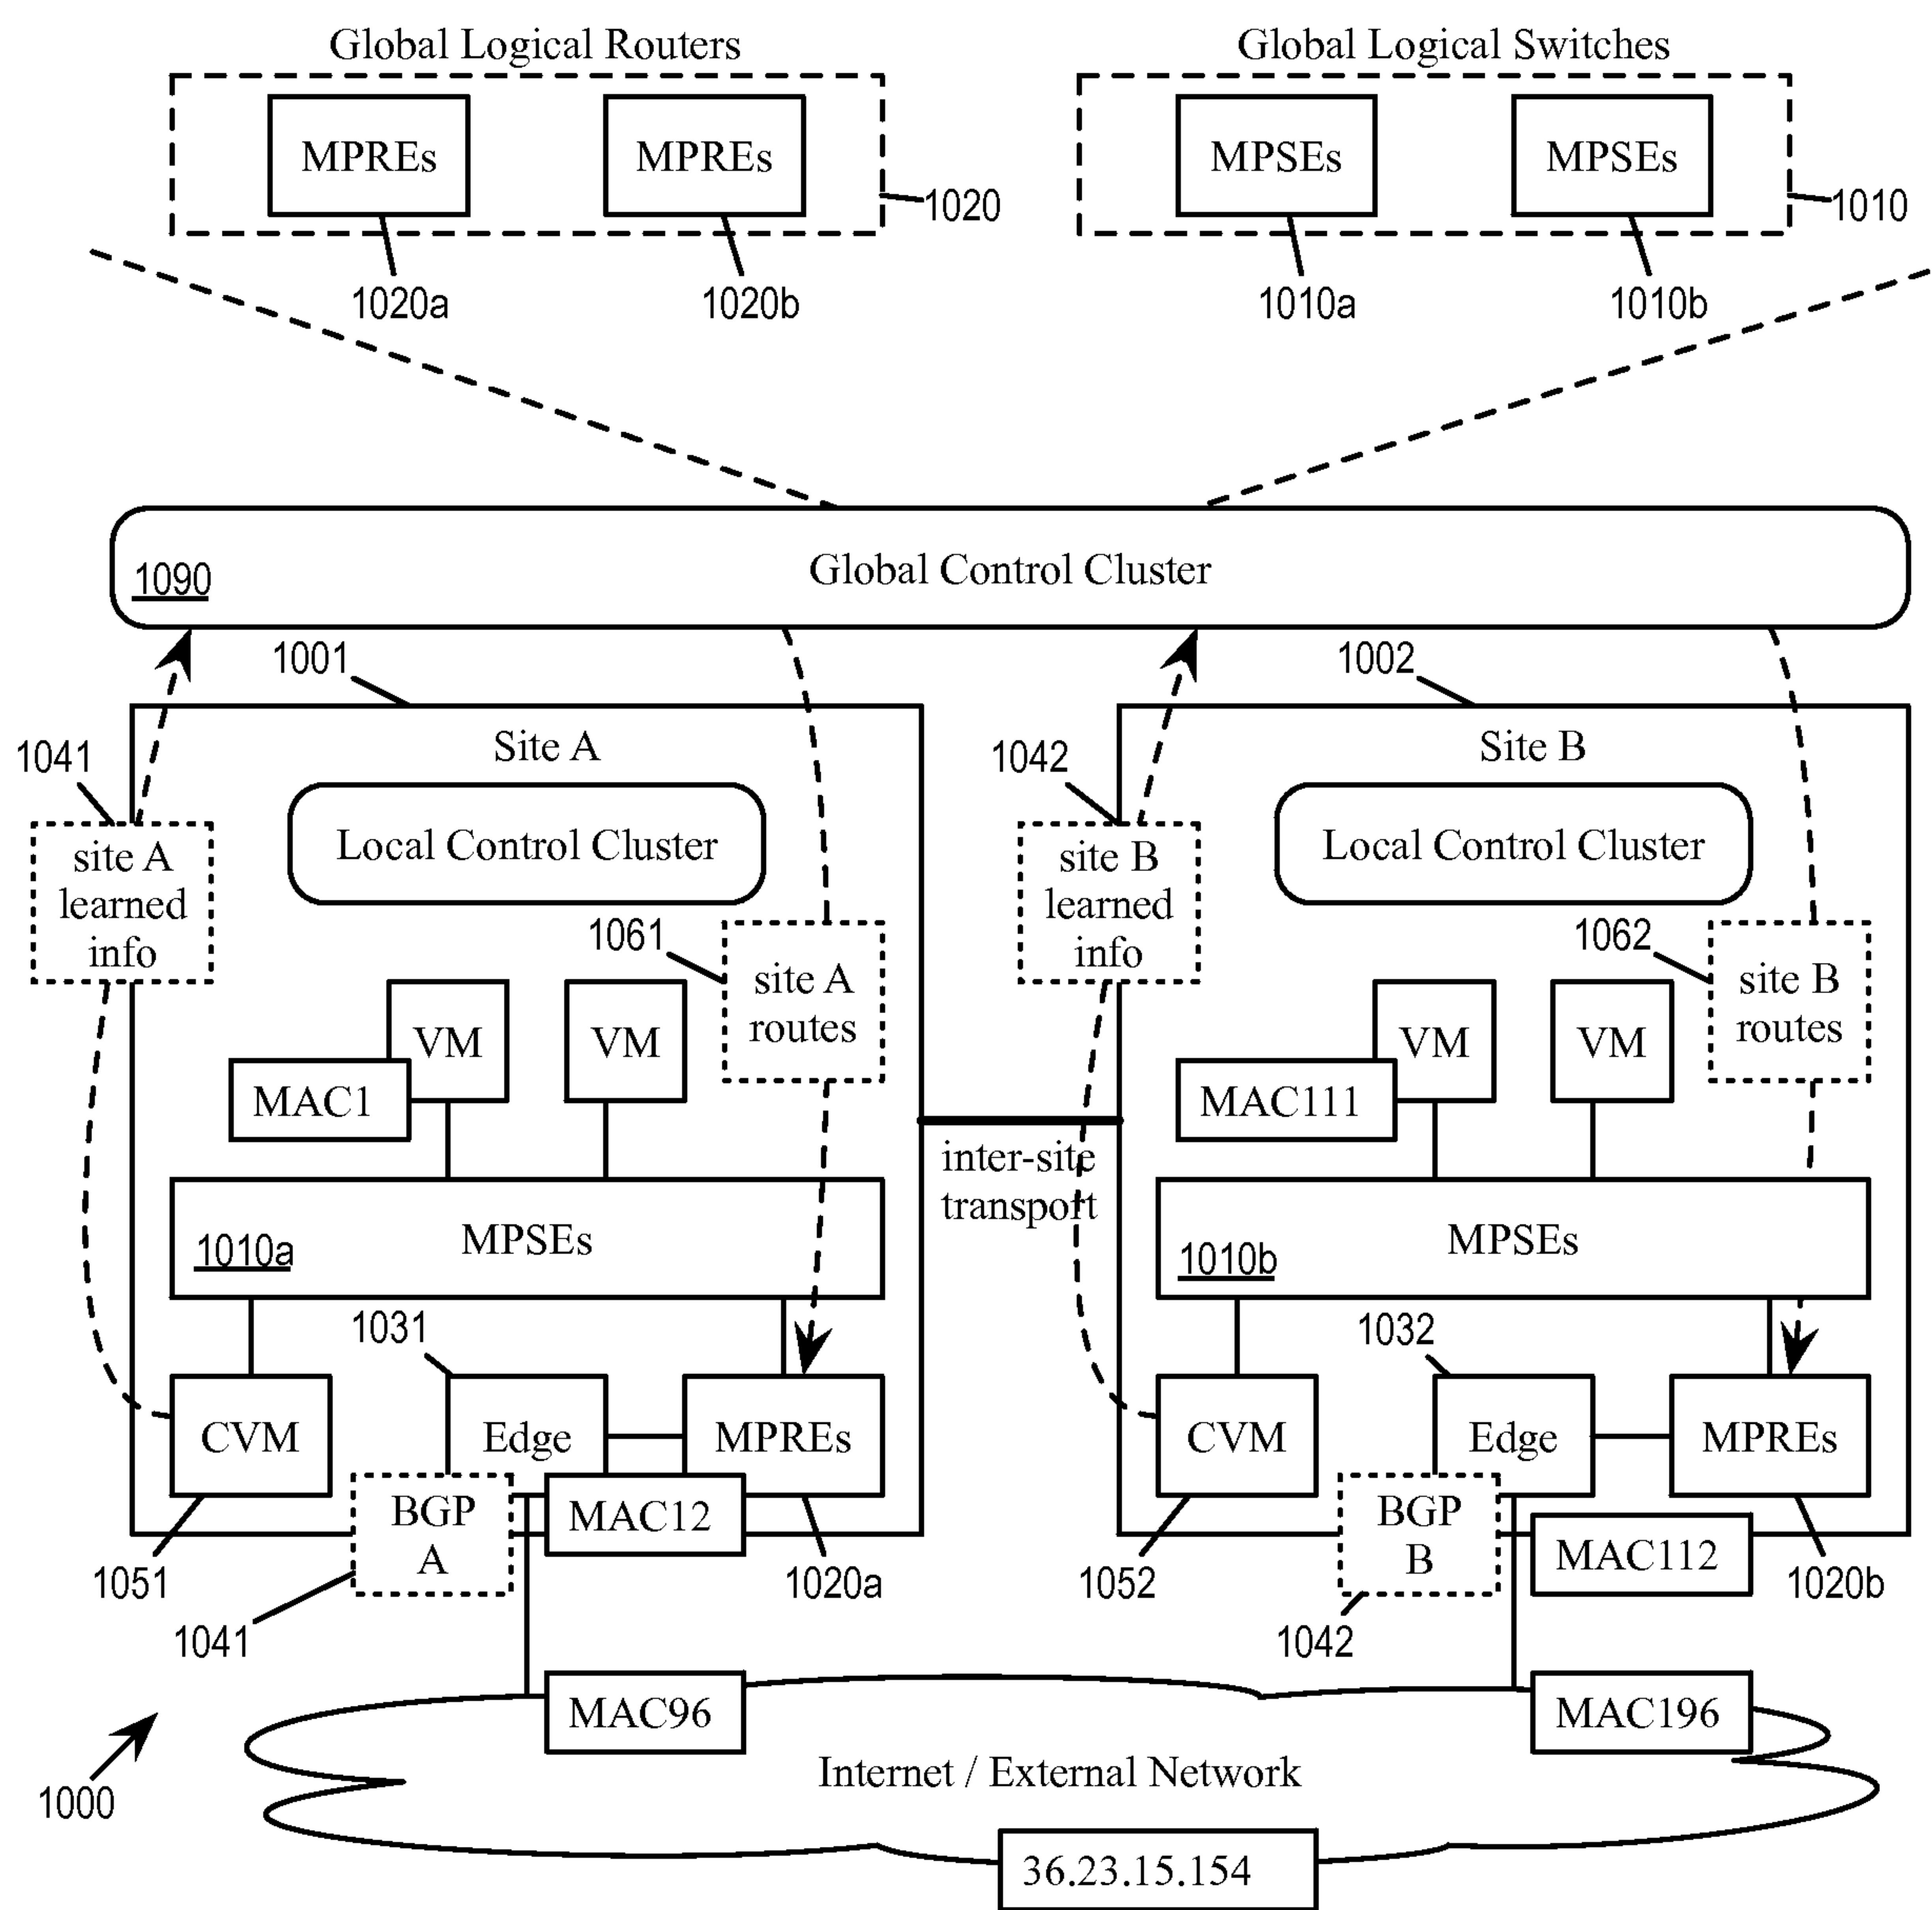 Global Logical Routers
Global Logical Switches
MPREs
MPREs
MPSEs
MPSEs
1020
1010
1020a
1020b
1010a
1010b
1090
Global Control Cluster
1001
1002
Site A
Site B
1041
1042
Local Control Cluster
Local Control Cluster
site A
learned
info
site B
learned
info
1061
1062
site A
routes
site B
routes
VM
VM
VM
VM
MAC1
MAC111
inter-site
transport
1010a
MPSEs
1010b
MPSEs
1031
1032
CVM
Edge
MPREs
CVM
Edge
MPREs
BGP
A
MAC12
BGP
B
MAC112
1051
1020a
1052
1020b
1041
1042
MAC96
MAC196
Internet / External Network
1000
36.23.15.154